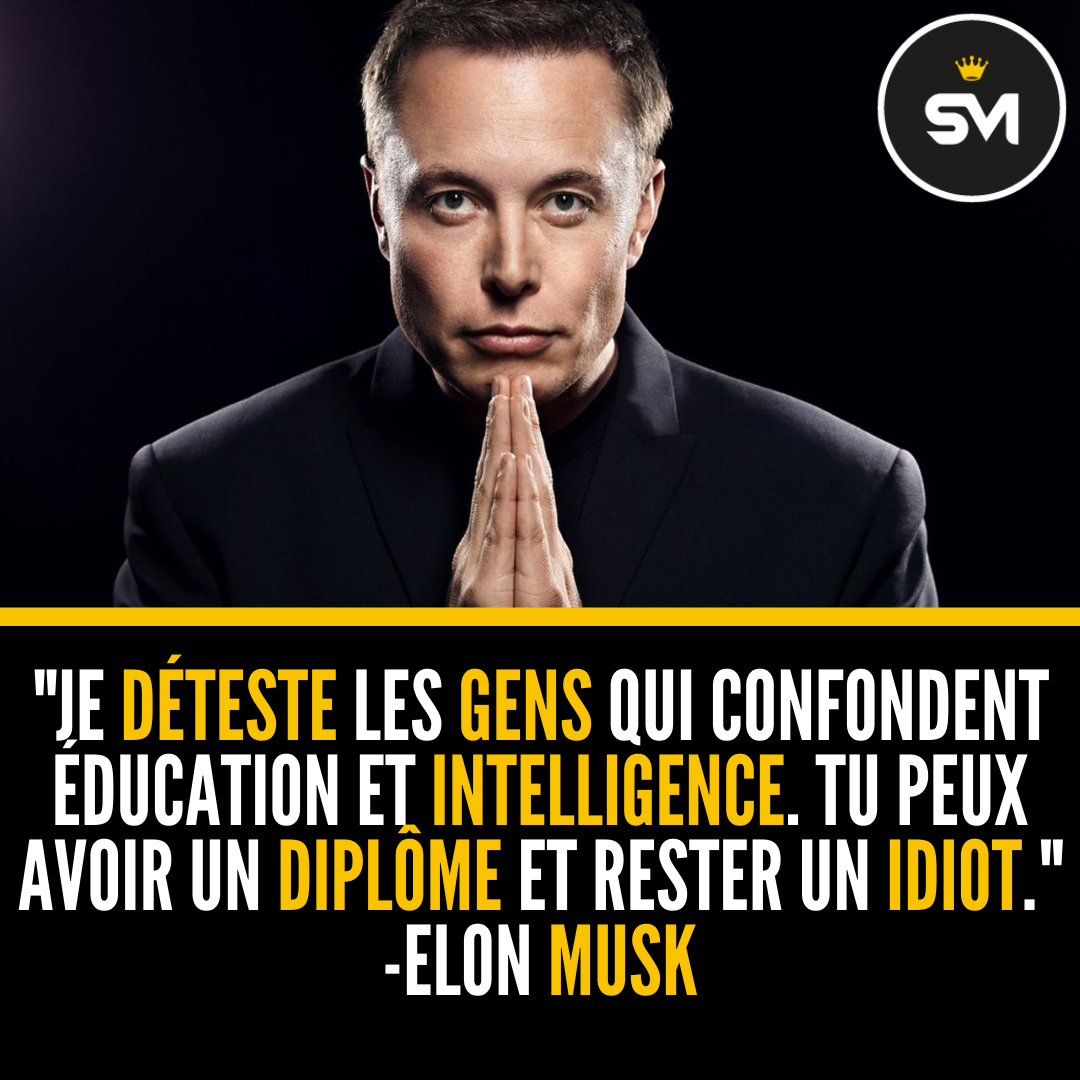 SM
"JE DÉTESTE LES GENS QUI CONFONDENT
ÉDUCATION ET INTELLIGENCE. TU PEUX
AVOIR UN DIPLÔME ET RESTER UN IDIOT."
-ELON MUSK